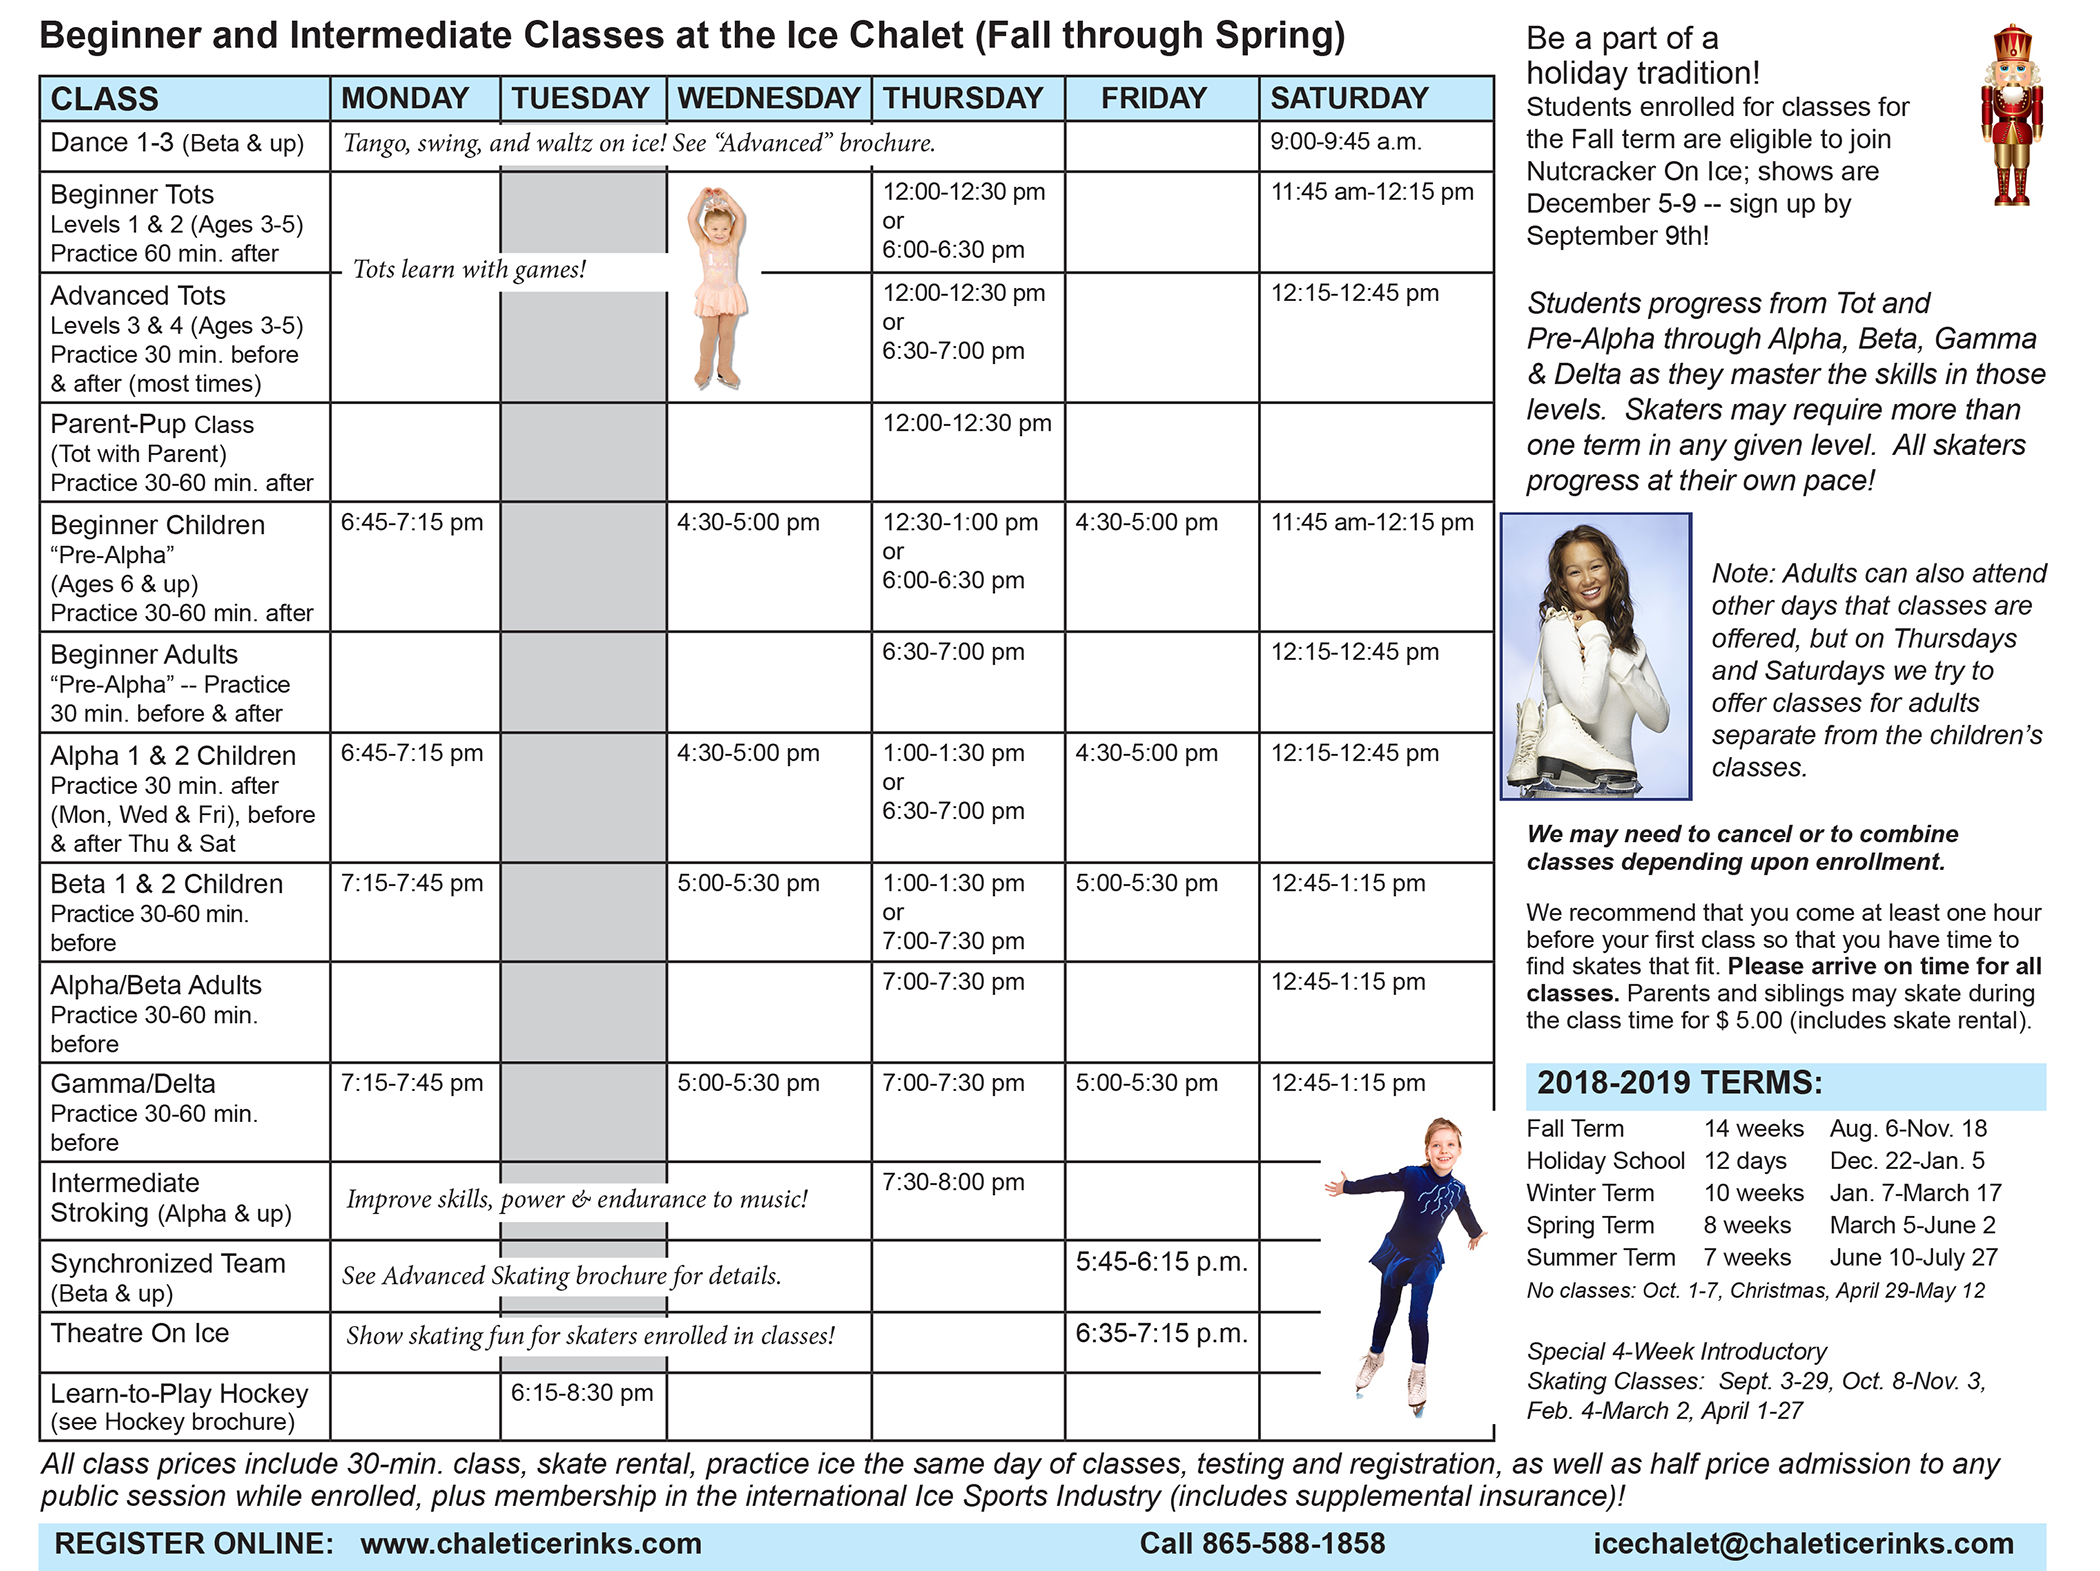 Beginner and Intermediate Classes at the Ice Chalet (Fall through Spring)
CLASS MONDAY TUESDAY WEDNESDAY THURSDAY FRIDAY SATURDAY
Dance 1-3 (Beta & up) Tango, swing, and waltz on ice! See “Advanced” brochure. 9:00-9:45 a.m.
Beginner Tots 12:00-12:30 pm 11:45 am-12:15 pm
Levels 1 & 2 (Ages 3-5) or
Practice 60 min. after 6:00-6:30 pm
Tots learn with games!
Advanced Tots 12:00-12:30 pm 12:15-12:45 pm
Levels 3 & 4 (Ages 3-5) or
Practice 30 min. before 6:30-7:00 pm
& after (most times)
Parent-Pup Class 12:00-12:30 pm
(Tot with Parent)
Practice 30-60 min. after
Beginner Children 6:45-7:15 pm 4:30-5:00 pm 12:30-1:00 pm 4:30-5:00 pm 11:45 am-12:15 pm
“Pre-Alpha” or
(Ages 6 & up) 6:00-6:30 pm
Practice 30-60 min. after
Beginner Adults 6:30-7:00 pm 12:15-12:45 pm
“Pre-Alpha” -- Practice
30 min. before & after
Alpha 1 & 2 Children 6:45-7:15 pm 4:30-5:00 pm 1:00-1:30 pm 4:30-5:00 pm 12:15-12:45 pm
Practice 30 min. after or
(Mon, Wed & Fri), before 6:30-7:00 pm
& after Thu & Sat
Beta 1 & 2 Children 7:15-7:45 pm 5:00-5:30 pm 1:00-1:30 pm 5:00-5:30 pm 12:45-1:15 pm
Practice 30-60 min. or
before 7:00-7:30 pm
Alpha/Beta Adults 7:00-7:30 pm 12:45-1:15 pm
Practice 30-60 min.
before
Gamma/Delta 7:15-7:45 pm 5:00-5:30 pm 7:00-7:30 pm 5:00-5:30 pm 12:45-1:15 pm
Practice 30-60 min.
before
Intermediate 7:30-8:00 pm
Stroking (Alpha & up) Improve skills, power & endurance to music!
Synchronized Team 5:45-6:15 p.m.
(Beta & up) See Advanced Skating brochure for details.
Theatre On Ice Show skating fun for skaters enrolled in classes! 6:35-7:15 p.m.
Learn-to-Play Hockey 6:15-8:30 pm
(see Hockey brochure)
Be a part of a
holiday tradition!
Students enrolled for classes for
the Fall term are eligible to join
Nutcracker On Ice; shows are
December 5-9 -- sign up by
September 9th!
Students progress from Tot and
Pre-Alpha through Alpha, Beta, Gamma
& Delta as they master the skills in those
levels. Skaters may require more than
one term in any given level. All skaters
progress at their own pace!
Note: Adults can also attend
other days that classes are
offered, but on Thursdays
and Saturdays we try to
offer classes for adults
separate from the children’s
classes.
We may need to cancel or to combine
classes depending upon enrollment.
We recommend that you come at least one hour
before your first class so that you have time to
find skates that fit. Please arrive on time for all
classes. Parents and siblings may skate during
the class time for $ 5.00 (includes skate rental).
2018-2019 TERMS:
Fall Term 14 weeks Aug. 6-Nov. 18
Holiday School 12 days Dec. 22-Jan. 5
Winter Term 10 weeks Jan. 7-March 17
Spring Term 8 weeks March 5-June 2
Summer Term 7 weeks June 10-July 27
No classes: Oct. 1-7, Christmas, April 29-May 12
Special 4-Week Introductory
Skating Classes: Sept. 3-29, Oct. 8-Nov. 3,
Feb. 4-March 2, April 1-27
All class prices include 30-min. class, skate rental, practice ice the same day of classes, testing and registration, as well as half price admission to any
public session while enrolled, plus membership in the international Ice Sports Industry (includes supplemental insurance)!
REGISTER ONLINE: www.chaleticerinks.com Call 865-588-1858 icechalet@chaleticerinks.com